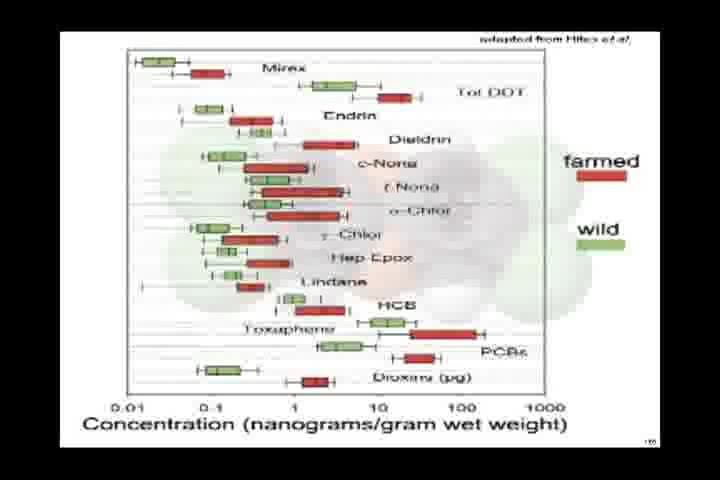 adapted from Hites et al,
Mirex
Tot DDT
Endrin
Dieldrin
c-Nona
t-Nona
α-Chlor
γ-Chlor
Hep-Epox
Lindane
HCB
Toxaphene
PCBs
Dioxins (pg)
farmed
wild
0.01 0.1 1 10 100 1000
Concentration (nanograms/gram wet weight)